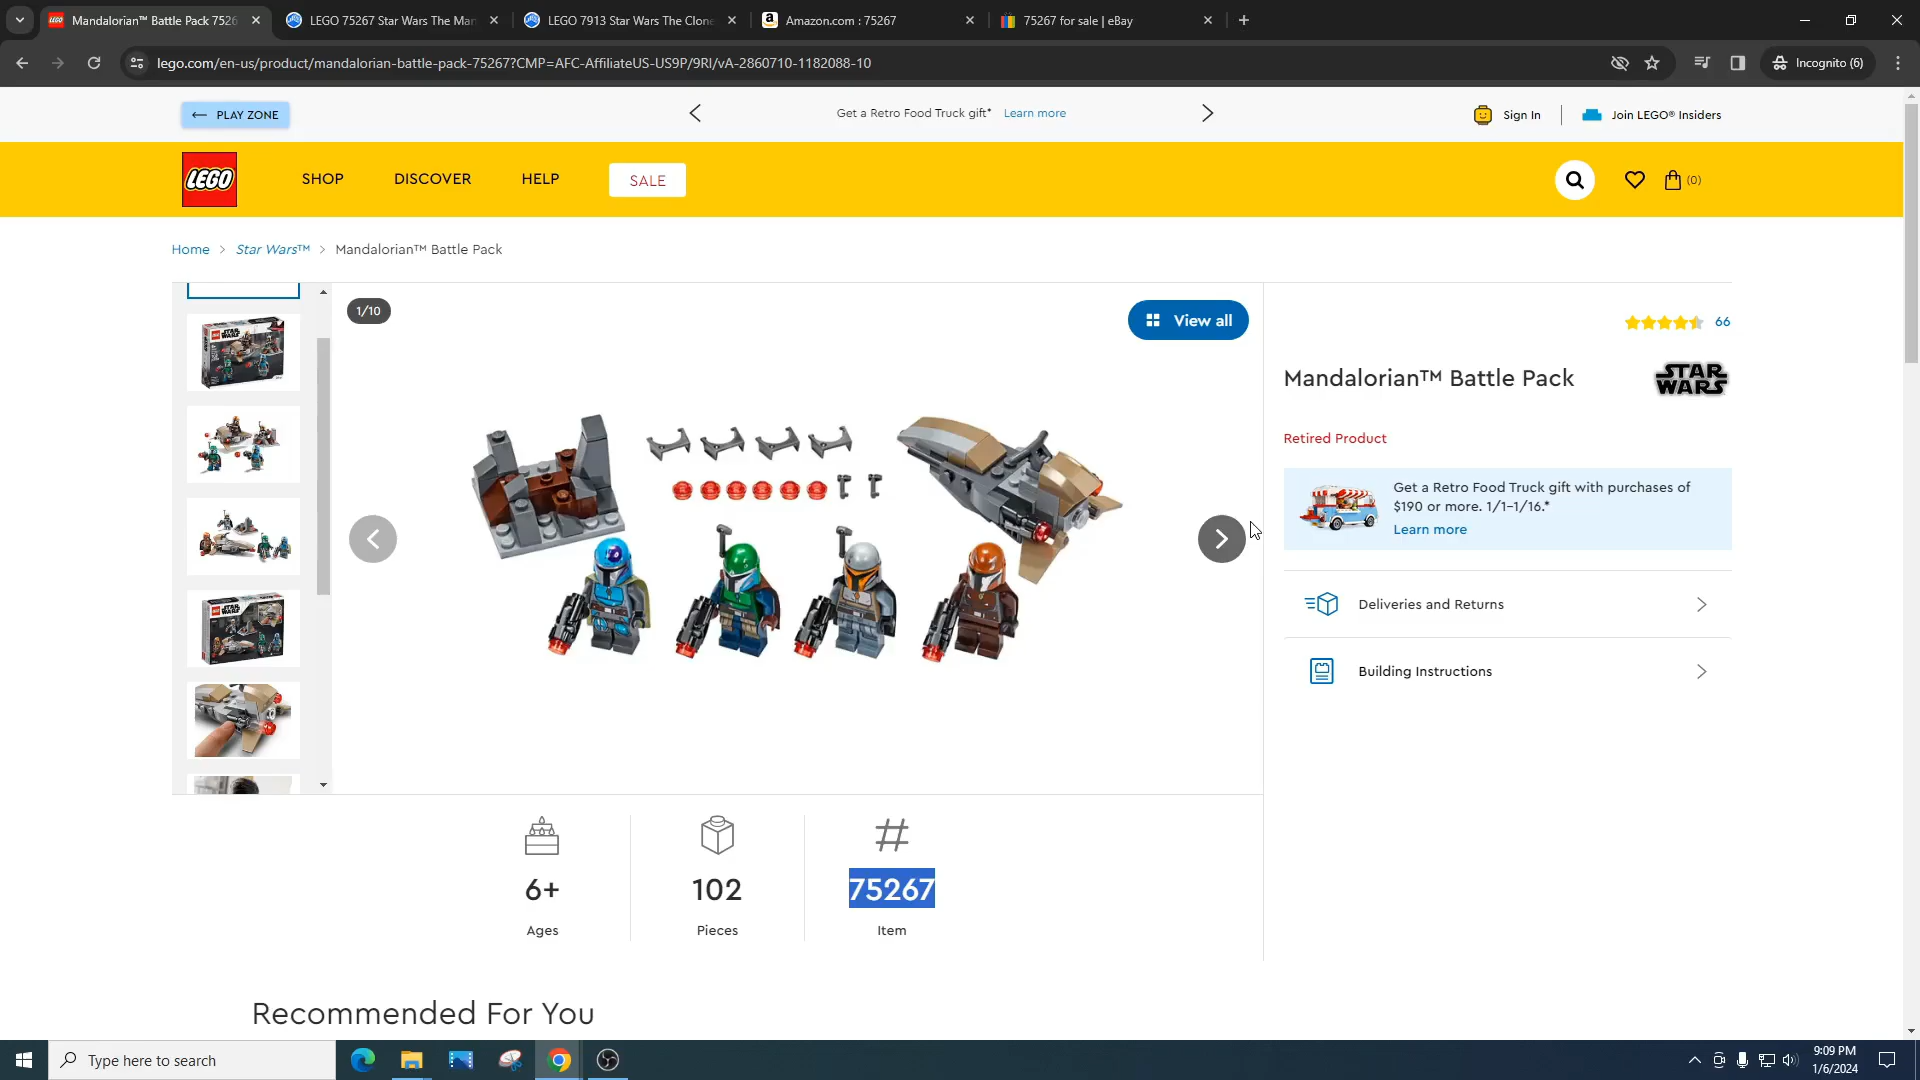 Mandalorian™ Battle Pack 7526
LEGO 75267 Star Wars The Man
LEGO 7913 Star Wars The Clone
Amazon.com : 75267
75267 for sale | eBay
lego.com/en-us/product/mandalorian-battle-pack-75267?CMP=AFC-AffiliateUS-US9P/9RI/vA-2860710-1182088-10
Incognito (6)
PLAY ZONE
Get a Retro Food Truck gift* Learn more
Sign In
Join LEGO® Insiders
LEGO
SHOP
DISCOVER
HELP
SALE
(0)
Home > Star Wars™ > Mandalorian™ Battle Pack
1/10
View all
66
Mandalorian™ Battle Pack
STAR
WARS
Retired Product
Get a Retro Food Truck gift with purchases of
$190 or more. 1/1-1/16.*
Learn more
Deliveries and Returns
Building Instructions
6+
Ages
102
Pieces
75267
Item
Recommended For You
Type here to search
9:09 PM
1/6/2024